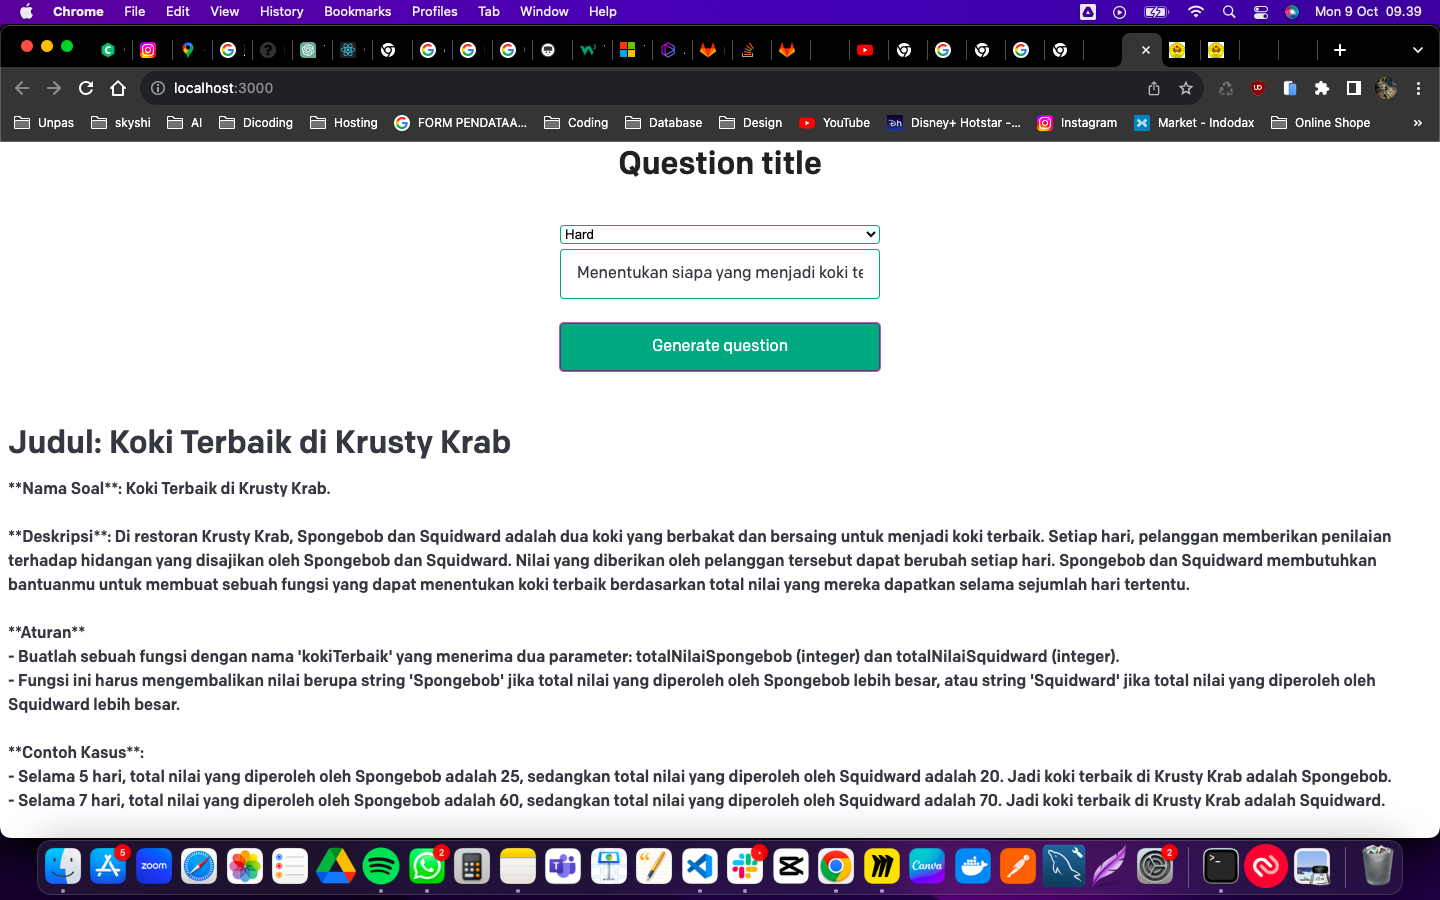 Chrome File Edit View History Bookmarks Profiles Tab Window Help Mon 9 Oct 09.39
localhost:3000
Unpas skyshi AI Dicoding Hosting FORM PENDATAA... Coding Database Design YouTube Disney+ Hotstar -... Instagram Market - Indodax Online Shope »
Question title
Hard
Menentukan siapa yang menjadi koki te
Generate question
Judul: Koki Terbaik di Krusty Krab
**Nama Soal**: Koki Terbaik di Krusty Krab.
**Deskripsi**: Di restoran Krusty Krab, Spongebob dan Squidward adalah dua koki yang berbakat dan bersaing untuk menjadi koki terbaik. Setiap hari, pelanggan memberikan penilaian
terhadap hidangan yang disajikan oleh Spongebob dan Squidward. Nilai yang diberikan oleh pelanggan tersebut dapat berubah setiap hari. Spongebob dan Squidward membutuhkan
bantuanmu untuk membuat sebuah fungsi yang dapat menentukan koki terbaik berdasarkan total nilai yang mereka dapatkan selama sejumlah hari tertentu.
**Aturan**
- Buatlah sebuah fungsi dengan nama 'kokiTerbaik' yang menerima dua parameter: totalNilaiSpongebob (integer) dan totalNilaiSquidward (integer).
- Fungsi ini harus mengembalikan nilai berupa string 'Spongebob' jika total nilai yang diperoleh oleh Spongebob lebih besar, atau string 'Squidward' jika total nilai yang diperoleh oleh
Squidward lebih besar.
**Contoh Kasus**:
- Selama 5 hari, total nilai yang diperoleh oleh Spongebob adalah 25, sedangkan total nilai yang diperoleh oleh Squidward adalah 20. Jadi koki terbaik di Krusty Krab adalah Spongebob.
- Selama 7 hari, total nilai yang diperoleh oleh Spongebob adalah 60, sedangkan total nilai yang diperoleh oleh Squidward adalah 70. Jadi koki terbaik di Krusty Krab adalah Squidward.
5 zoom 2 Canva 2